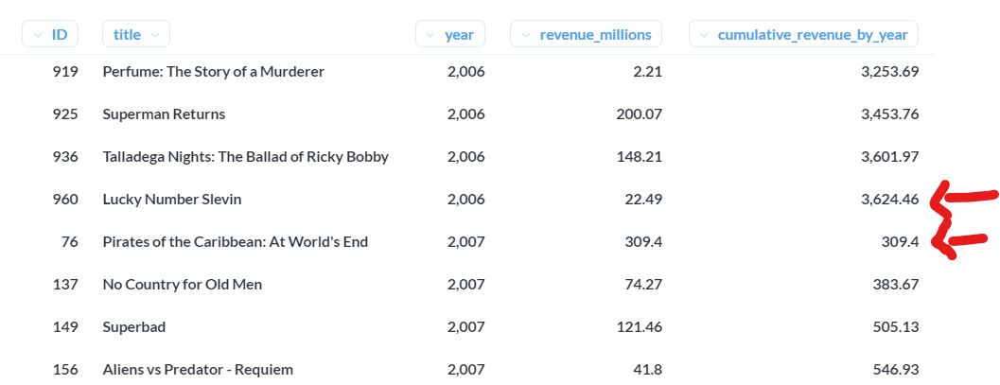 ID title year revenue_millions cumulative_revenue_by_year
919 Perfume: The Story of a Murderer 2,006 2.21 3,253.69
925 Superman Returns 2,006 200.07 3,453.76
936 Talladega Nights: The Ballad of Ricky Bobby 2,006 148.21 3,601.97
960 Lucky Number Slevin 2,006 22.49 3,624.46
76 Pirates of the Caribbean: At World's End 2,007 309.4 309.4
137 No Country for Old Men 2,007 74.27 383.67
149 Superbad 2,007 121.46 505.13
156 Aliens vs Predator - Requiem 2,007 41.8 546.93